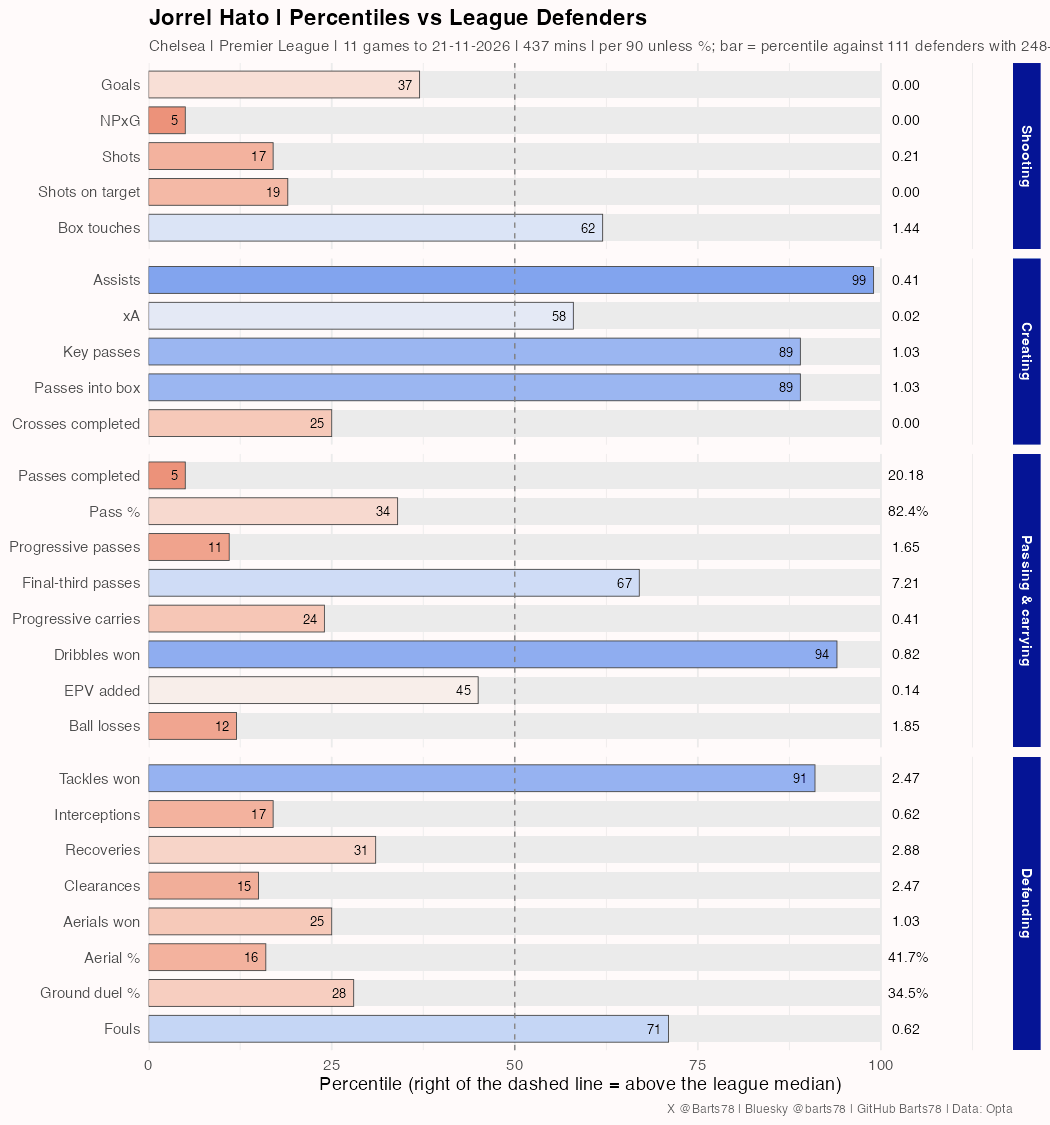 Jorrel Hato | Percentiles vs League Defenders
Chelsea | Premier League | 11 games to 21-11-2026 | 437 mins | per 90 unless %; bar = percentile against 111 defenders with 248-
Goals 37 0.00
NPxG 5 0.00
Shots 17 0.21
Shots on target 19 0.00
Box touches 62 1.44
Shooting
Assists 99 0.41
xA 58 0.02
Key passes 89 1.03
Passes into box 89 1.03
Crosses completed 25 0.00
Creating
Passes completed 5 20.18
Pass % 34 82.4%
Progressive passes 11 1.65
Final-third passes 67 7.21
Progressive carries 24 0.41
Dribbles won 94 0.82
EPV added 45 0.14
Ball losses 12 1.85
Passing & carrying
Tackles won 91 2.47
Interceptions 17 0.62
Recoveries 31 2.88
Clearances 15 2.47
Aerials won 25 1.03
Aerial % 16 41.7%
Ground duel % 28 34.5%
Fouls 71 0.62
Defending
0 25 50 75 100
Percentile (right of the dashed line = above the league median)
X @Barts78 | Bluesky @barts78 | GitHub Barts78 | Data: Opta